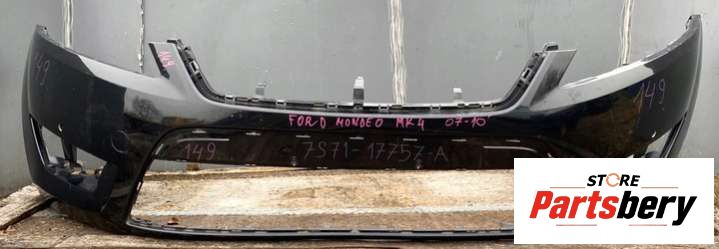 149
149
149
FORD MONDEO MK4 07-10
149
7S71-17757-A
STORE
Partsbery